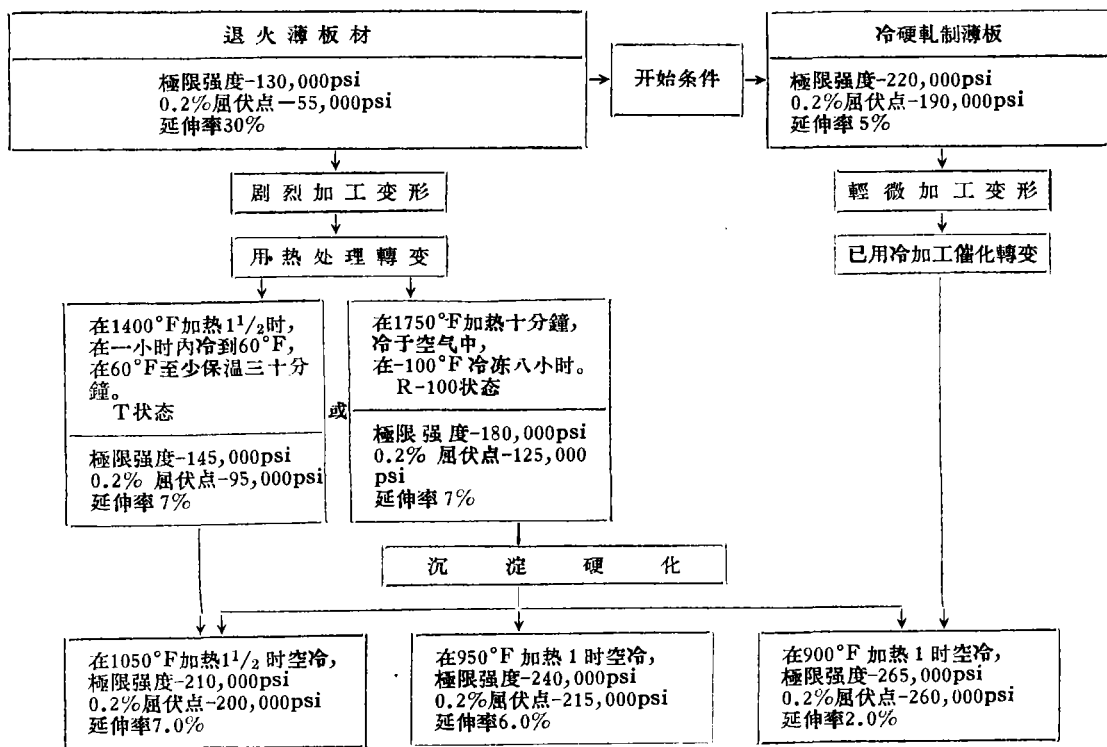 退火薄板材
極限强度-130,000psi
0.2%屈伏点-55,000psi
延伸率30%
开始条件
冷硬軋制薄板
極限强度-220,000psi
0.2%屈伏点-190,000psi
延伸率5%
剧烈加工变形
輕微加工变形
用热处理轉变
已用冷加工催化轉变
在1400°F加热1 1/2时,
在一小时內冷到60°F,
在60°F至少保温三十分
鐘。
T状态
極限强度-145,000psi
0.2% 屈伏点-95,000psi
延伸率7%
或
在1750°F加热十分鐘,
冷于空气中,
在-100°F冷冻八小时。
R-100状态
極限强度-180,000psi
0.2% 屈伏点-125,000
psi
延伸率7%
沉淀硬化
在1050°F加热1 1/2时空冷,
極限强度-210,000psi
0.2%屈伏点-200,000psi
延伸率7.0%
在950°F加热1时空冷,
極限强度-240,000psi
0.2%屈伏点-215,000psi
延伸率6.0%
在900°F加热1时空冷,
極限强度-265,000psi
0.2%屈伏点-260,000psi
延伸率2.0%